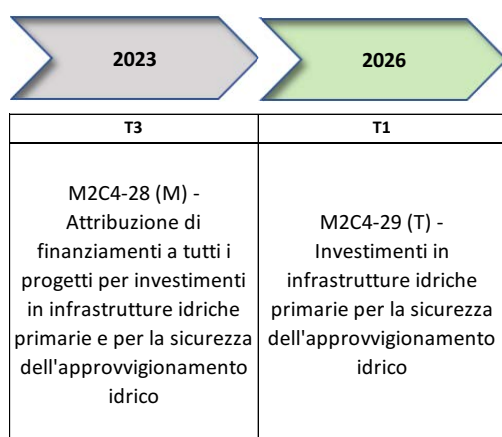 2023
2026
T3
T1
M2C4-28 (M) -
Attribuzione di
finanziamenti a tutti i
progetti per investimenti
in infrastrutture idriche
primarie e per la sicurezza
dell'approvvigionamento
idrico
M2C4-29 (T) -
Investimenti in
infrastrutture idriche
primarie per la sicurezza
dell'approvvigionamento
idrico